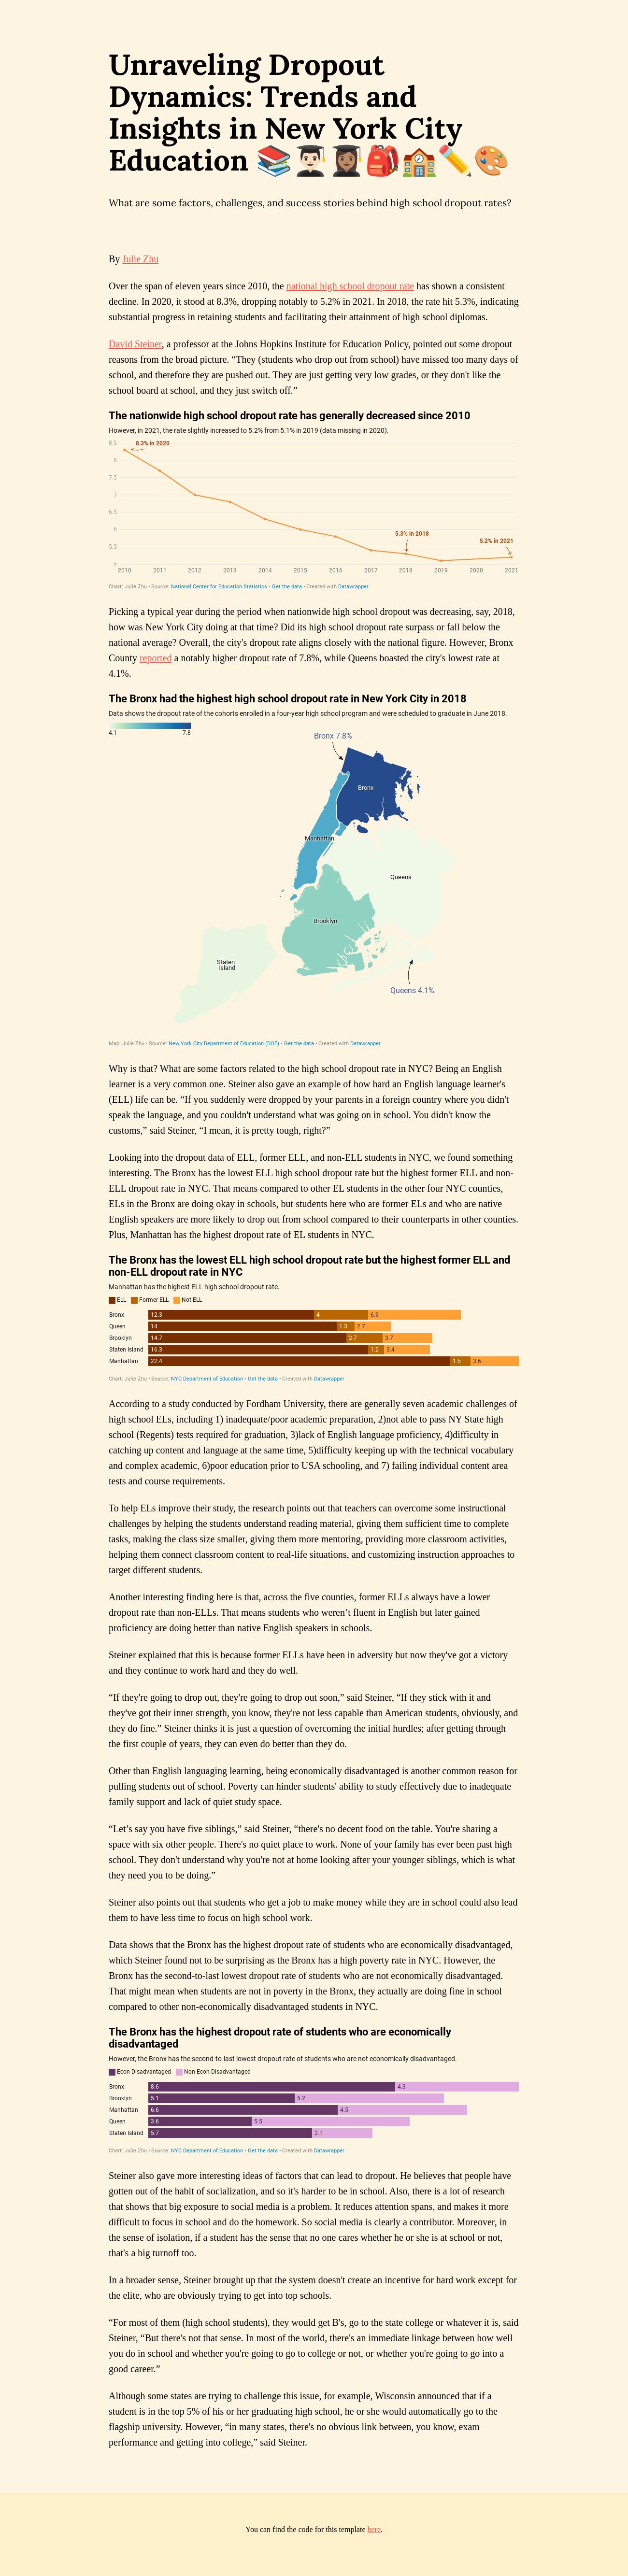 Unraveling Dropout
Dynamics: Trends and
Insights in New York City
Education 📚👨🏻‍🎓👩🏽‍🎓🎒🏫✏️🎨
What are some factors, challenges, and success stories behind high school dropout rates?
By Julie Zhu
Over the span of eleven years since 2010, the national high school dropout rate has shown a consistent
decline. In 2020, it stood at 8.3%, dropping notably to 5.2% in 2021. In 2018, the rate hit 5.3%, indicating
substantial progress in retaining students and facilitating their attainment of high school diplomas.
David Steiner, a professor at the Johns Hopkins Institute for Education Policy, pointed out some dropout
reasons from the broad picture. “They (students who drop out from school) have missed too many days of
school, and therefore they are pushed out. They are just getting very low grades, or they don't like the
school board at school, and they just switch off.”
The nationwide high school dropout rate has generally decreased since 2010
However, in 2021, the rate slightly increased to 5.2% from 5.1% in 2019 (data missing in 2020).
8.5
8.3% in 2020
8
7.5
7
6.5
6
5.3% in 2018
5.2% in 2021
5.5
5
2010 2011 2012 2013 2014 2015 2016 2017 2018 2019 2020 2021
Chart: Julie Zhu • Source: National Center for Education Statistics • Get the data • Created with Datawrapper
Picking a typical year during the period when nationwide high school dropout was decreasing, say, 2018,
how was New York City doing at that time? Did its high school dropout rate surpass or fall below the
national average? Overall, the city's dropout rate aligns closely with the national figure. However, Bronx
County reported a notably higher dropout rate of 7.8%, while Queens boasted the city's lowest rate at
4.1%.
The Bronx had the highest high school dropout rate in New York City in 2018
Data shows the dropout rate of the cohorts enrolled in a four-year high school program and were scheduled to graduate in June 2018.
4.1 7.8
Bronx 7.8%
Bronx
Manhattan
Queens
Brooklyn
Staten
Island
Queens 4.1%
Map: Julie Zhu • Source: New York City Department of Education (DOE) • Get the data • Created with Datawrapper
Why is that? What are some factors related to the high school dropout rate in NYC? Being an English
learner is a very common one. Steiner also gave an example of how hard an English language learner's
(ELL) life can be. “If you suddenly were dropped by your parents in a foreign country where you didn't
speak the language, and you couldn't understand what was going on in school. You didn't know the
customs,” said Steiner, “I mean, it is pretty tough, right?”
Looking into the dropout data of ELL, former ELL, and non-ELL students in NYC, we found something
interesting. The Bronx has the lowest ELL high school dropout rate but the highest former ELL and non-
ELL dropout rate in NYC. That means compared to other EL students in the other four NYC counties,
ELs in the Bronx are doing okay in schools, but students here who are former ELs and who are native
English speakers are more likely to drop out from school compared to their counterparts in other counties.
Plus, Manhattan has the highest dropout rate of EL students in NYC.
The Bronx has the lowest ELL high school dropout rate but the highest former ELL and
non-ELL dropout rate in NYC
Manhattan has the highest ELL high school dropout rate.
ELL Former ELL Not ELL
Bronx 12.3 4 6.9
Queen 14 1.3 2.7
Brooklyn 14.7 2.7 3.7
Staten Island 16.3 1.2 3.4
Manhattan 22.4 1.5 3.6
Chart: Julie Zhu • Source: NYC Department of Education • Get the data • Created with Datawrapper
According to a study conducted by Fordham University, there are generally seven academic challenges of
high school ELs, including 1) inadequate/poor academic preparation, 2)not able to pass NY State high
school (Regents) tests required for graduation, 3)lack of English language proficiency, 4)difficulty in
catching up content and language at the same time, 5)difficulty keeping up with the technical vocabulary
and complex academic, 6)poor education prior to USA schooling, and 7) failing individual content area
tests and course requirements.
To help ELs improve their study, the research points out that teachers can overcome some instructional
challenges by helping the students understand reading material, giving them sufficient time to complete
tasks, making the class size smaller, giving them more mentoring, providing more classroom activities,
helping them connect classroom content to real-life situations, and customizing instruction approaches to
target different students.
Another interesting finding here is that, across the five counties, former ELs always have a lower
dropout rate than non-ELLs. That means students who weren’t fluent in English but later gained
proficiency are doing better than native English speakers in schools.
Steiner explained that this is because former ELs have been in adversity but now they've got a victory
and they continue to work hard and they do well.
“If they're going to drop out, they're going to drop out soon,” said Steiner, “If they stick with it and
they've got their inner strength, you know, they're not less capable than American students, obviously, and
they do fine.” Steiner thinks it is just a question of overcoming the initial hurdles; after getting through
the first couple of years, they can even do better than they do.
Other than English languaging learning, being economically disadvantaged is another common reason for
pulling students out of school. Poverty can hinder students' ability to study effectively due to inadequate
family support and lack of quiet study space.
“Let’s say you have five siblings,” said Steiner, “there's no decent food on the table. You're sharing a
space with six other people. There's no quiet place to work. None of your family has ever been past high
school. They don't understand why you're not at home looking after your younger siblings, which is what
they need you to be doing.”
Steiner also points out that students who get a job to make money while they are in school could also lead
them to have less time to focus on high school work.
Data shows that the Bronx has the highest dropout rate of students who are economically disadvantaged,
which Steiner found not to be surprising as the Bronx has a high poverty rate in NYC. However, the
Bronx has the second-to-last lowest dropout rate of students who are not economically disadvantaged.
That might mean when students are not in poverty in the Bronx, they actually are doing fine in school
compared to other non-economically disadvantaged students in NYC.
The Bronx has the highest dropout rate of students who are economically
disadvantaged
However, the Bronx has the second-to-last lowest dropout rate of students who are not economically disadvantaged.
Econ Disadvantaged Non Econ Disadvantaged
Bronx 8.6 4.3
Brooklyn 5.1 5.2
Manhattan 6.6 4.5
Queen 3.6 5.5
Staten Island 5.7 2.1
Chart: Julie Zhu • Source: NYC Department of Education • Get the data • Created with Datawrapper
Steiner also gave more interesting ideas of factors that can lead to dropout. He believes that people have
gotten out of the habit of socialization, and so it's harder to be in school. Also, there is a lot of research
that shows that big exposure to social media is a problem. It reduces attention spans, and makes it more
difficult to focus in school and do the homework. So social media is clearly a contributor. Moreover, in
the sense of isolation, if a student has the sense that no one cares whether he or she is at school or not,
that's a big turnoff too.
In a broader sense, Steiner brought up that the system doesn't create an incentive for hard work except for
the elite, who are obviously trying to get into top schools.
“For most of them (high school students), they would get B's, go to the state college or whatever it is, said
Steiner, “But there's not that sense. In most of the world, there's an immediate linkage between how well
you do in school and whether you're going to go to college or not, or whether you're going to go into a
good career.”
Although some states are trying to challenge this issue, for example, Wisconsin announced that if a
student is in the top 5% of his or her graduating high school, he or she would automatically go to the
flagship university. However, “in many states, there's no obvious link between, you know, exam
performance and getting into college,” said Steiner.
You can find the code for this template here.